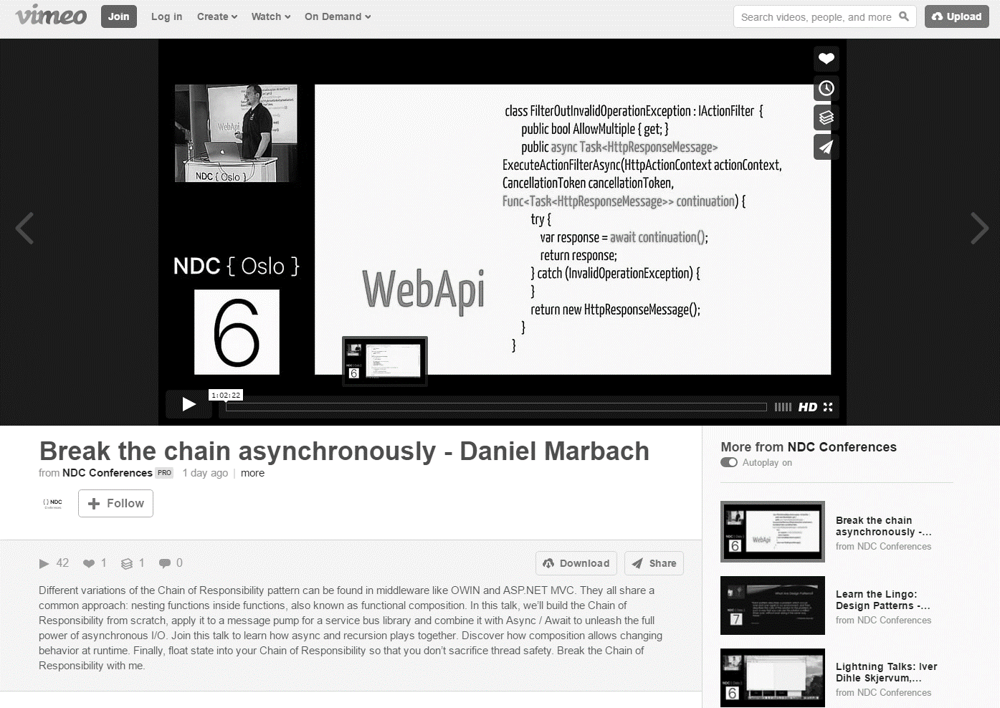 vimeo Join Log in Create Watch On Demand Search videos, people, and more Upload
class FilterOutInvalidOperationException : IActionFilter {
public bool AllowMultiple { get; }
public async Task<HttpResponseMessage>
ExecuteActionFilterAsync(HttpActionContext actionContext,
CancellationToken cancellationToken,
Func<Task<HttpResponseMessage>> continuation) {
try {
var response = await continuation();
return response;
} catch (InvalidOperationException) {
}
return new HttpResponseMessage();
}
}
WebApi
WebApi
NDC { Oslo }
NDC { Oslo }
6
6
1:02:22
HD
Break the chain asynchronously - Daniel Marbach
from NDC Conferences PRO 1 day ago | more
{ } NDC
Follow
42 1 1 0
Download Share
Different variations of the Chain of Responsibility pattern can be found in middleware like OWIN and ASP.NET MVC. They all share a
common approach: nesting functions inside functions, also known as functional composition. In this talk, we'll build the Chain of
Responsibility from scratch, apply it to a message pump for a service bus library and combine it with Async / Await to unleash the full
power of asynchronous I/O. Join this talk to learn how async and recursion plays together. Discover how composition allows changing
behavior at runtime. Finally, float state into your Chain of Responsibility so that you don't sacrifice thread safety. Break the Chain of
Responsibility with me.
More from NDC Conferences
Autoplay on
WebApi
6
Break the chain
asynchronously -...
from NDC Conferences
7
Learn the Lingo:
Design Patterns -...
from NDC Conferences
6
Lightning Talks: Iver
Dihle Skjervum,...
from NDC Conferences